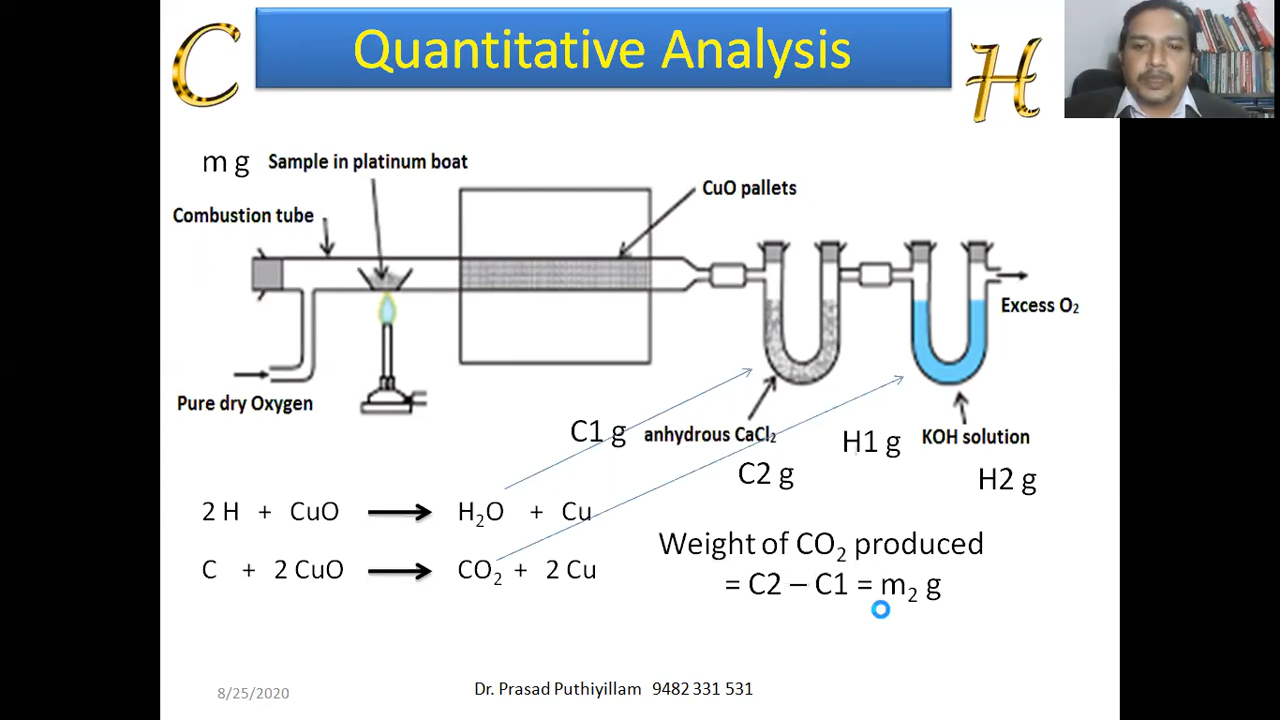 C
Quantitative Analysis
H
m g
Sample in platinum boat
CuO pallets
Combustion tube
Excess O₂
Pure dry Oxygen
C1 g
anhydrous CaCl₂
H1 g
KOH solution
C2 g
H2 g
2 H + CuO → H₂O + Cu
C + 2 CuO → CO₂ + 2 Cu
Weight of CO₂ produced
= C2 – C1 = m₂ g
8/25/2020
Dr. Prasad Puthiyillam 9482 331 531